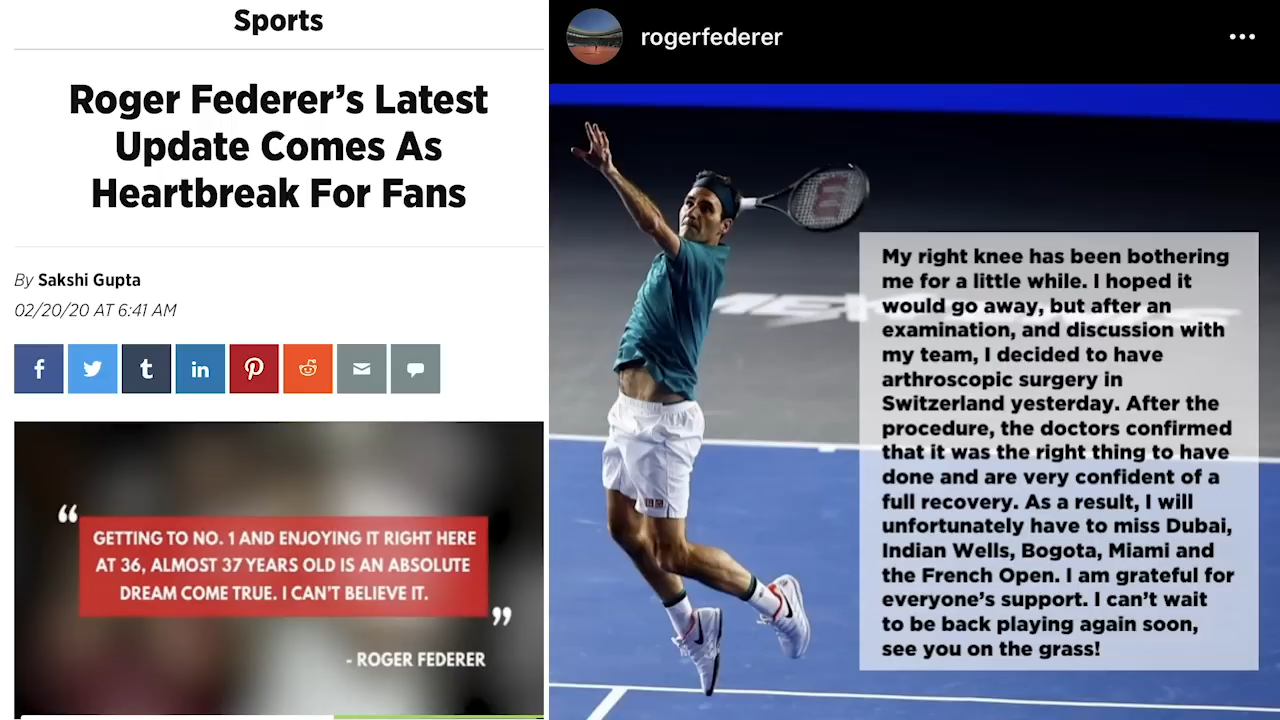 Sports
Roger Federer's Latest
Update Comes As
Heartbreak For Fans
By Sakshi Gupta
02/20/20 AT 6:41 AM
“
GETTING TO NO. 1 AND ENJOYING IT RIGHT HERE
AT 36, ALMOST 37 YEARS OLD IS AN ABSOLUTE
DREAM COME TRUE. I CAN'T BELIEVE IT.
”
- ROGER FEDERER
rogerfederer
My right knee has been bothering
me for a little while. I hoped it
would go away, but after an
examination, and discussion with
my team, I decided to have
arthroscopic surgery in
Switzerland yesterday. After the
procedure, the doctors confirmed
that it was the right thing to have
done and are very confident of a
full recovery. As a result, I will
unfortunately have to miss Dubai,
Indian Wells, Bogota, Miami and
the French Open. I am grateful for
everyone's support. I can't wait
to be back playing again soon,
see you on the grass!